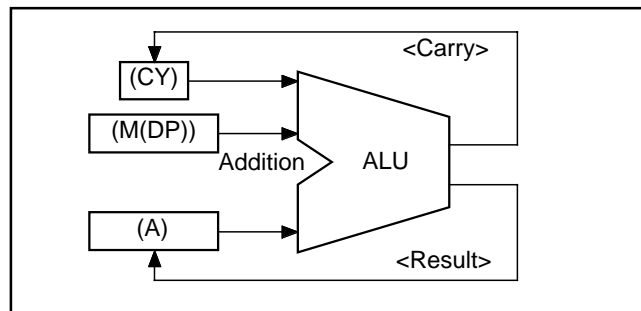 <Carry>
(CY)
(M(DP))
Addition
ALU
(A)
<Result>